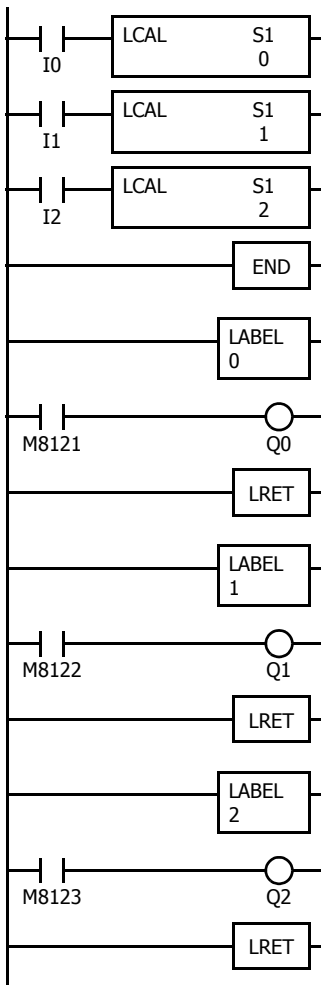 LCAL S1
0
I0
LCAL S1
1
I1
LCAL S1
2
I2
END
LABEL
0
M8121 Q0
LRET
LABEL
1
M8122 Q1
LRET
LABEL
2
M8123 Q2
LRET